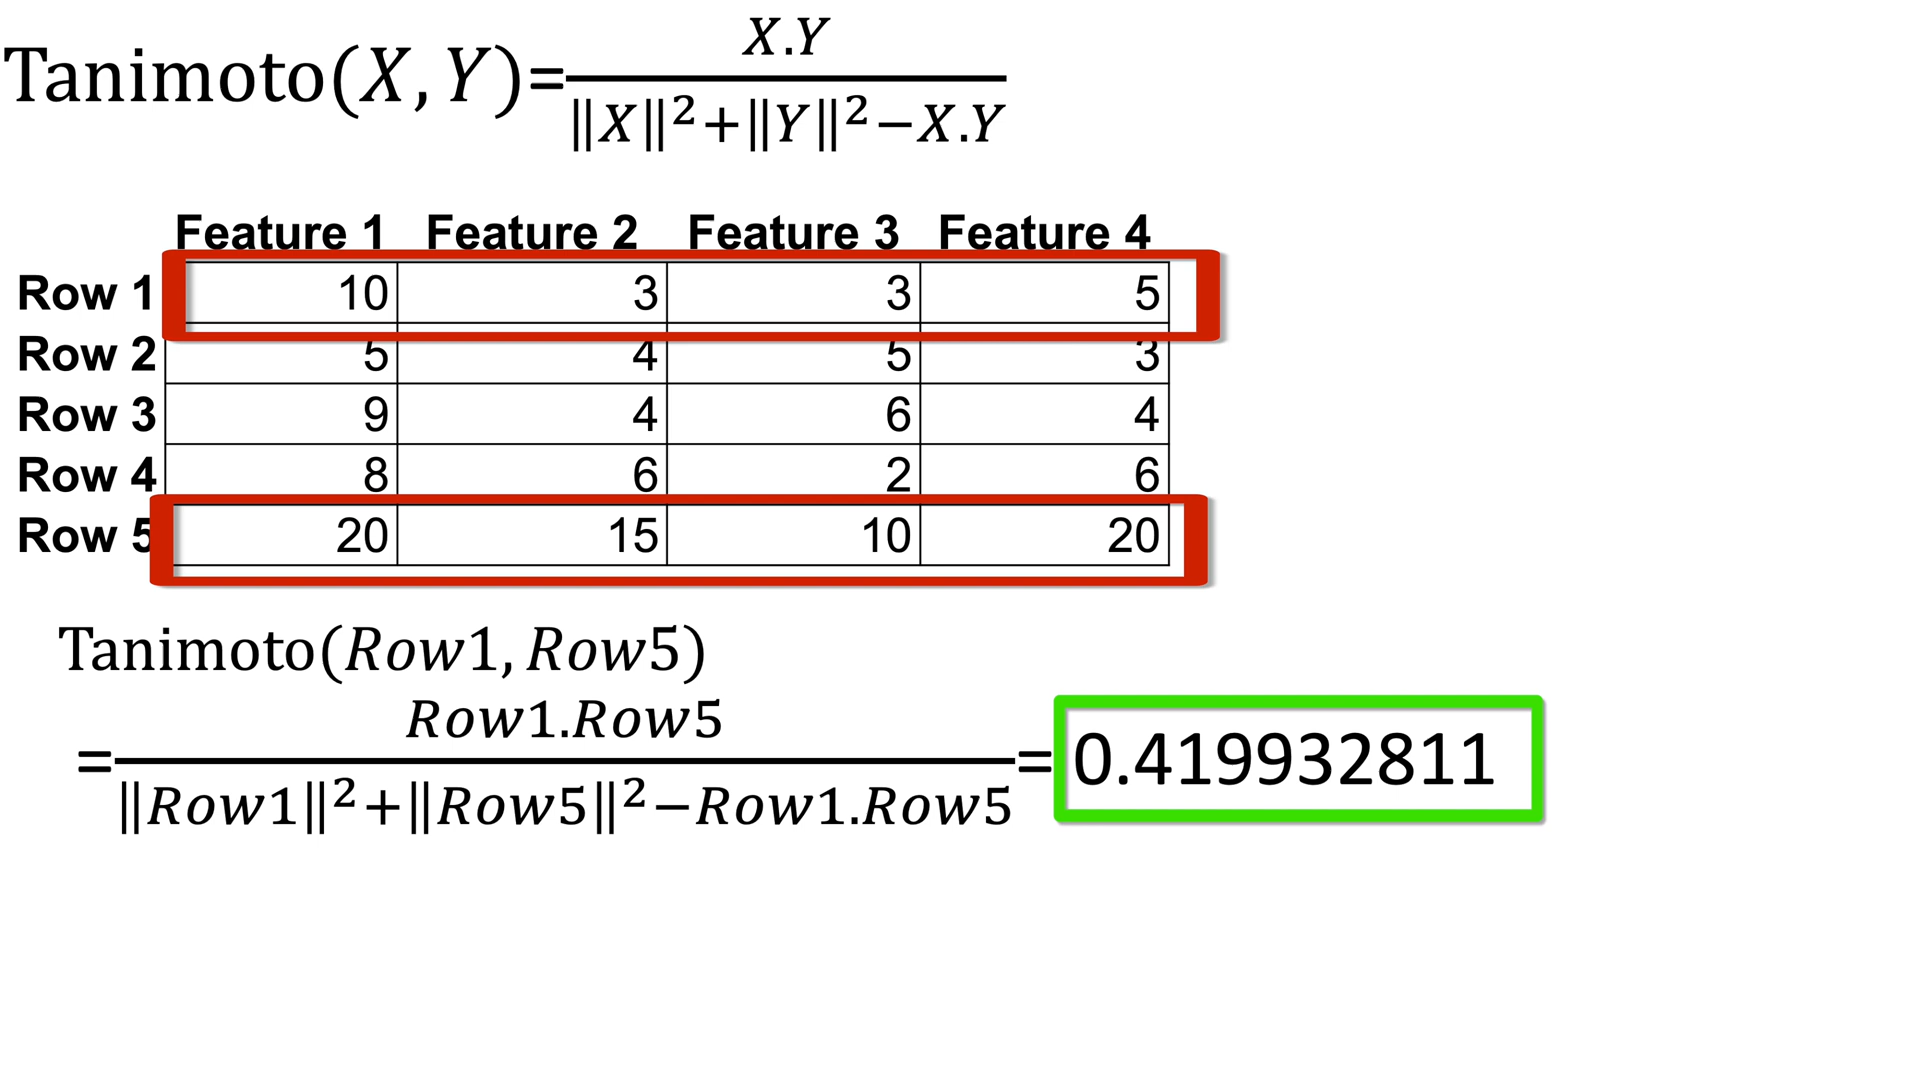 Tanimoto(X, Y)=X.Y/‖X‖²+‖Y‖²−X.Y
Feature 1 Feature 2 Feature 3 Feature 4
Row 1 10 3 3 5
Row 2 5 4 5 3
Row 3 9 4 6 4
Row 4 8 6 2 6
Row 5 20 15 10 20
Tanimoto(Row1, Row5)
=Row1.Row5/‖Row1‖²+‖Row5‖²−Row1.Row5=0.419932811